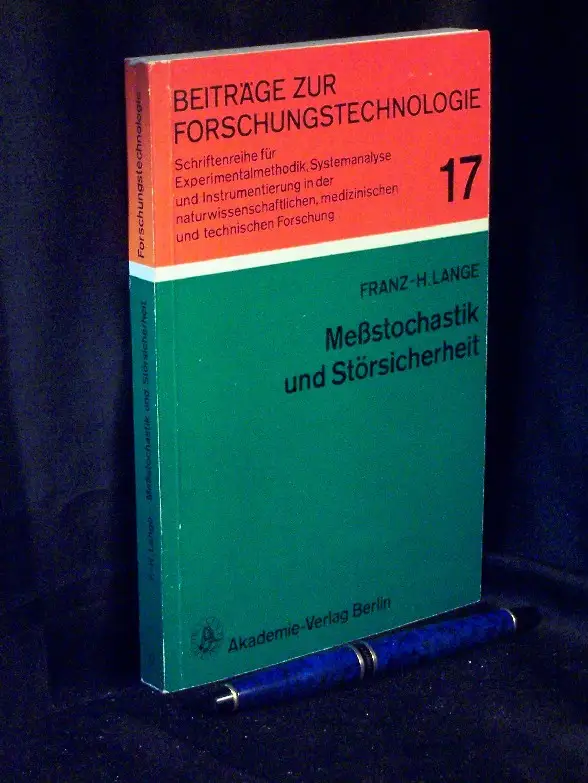 BEITRÄGE ZUR
FORSCHUNGSTECHNOLOGIE
Schriftenreihe für
Experimentalmethodik, Systemanalyse
und Instrumentierung in der
naturwissenschaftlichen, medizinischen
und technischen Forschung
17
FRANZ-H. LANGE
Meßstochastik
und Störsicherheit
Akademie-Verlag Berlin
Forschungstechnologie
F.-H. Lange Meßstochastik und Störsicherheit